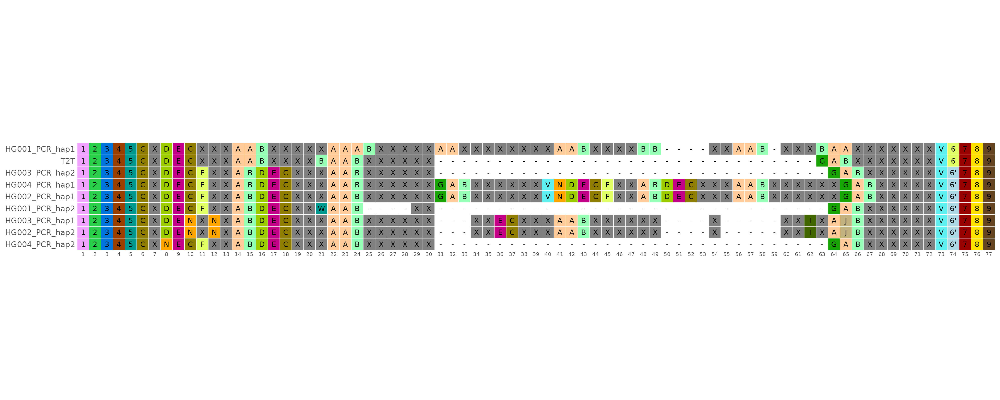 HG001_PCR_hap1 1 2 3 4 5 C X D E C X X X A A B X X X X X A A A B X X X X X A A X X X X X X X X A A B X X X X B B - - - - X X A A B - X X X B A A X X X X X X X V 6 7 8 9
T2T 1 2 3 4 5 C X D E C X X X A A B X X X X B A A B X X X X X X - - - - - - - - - - - - - - - - - - - - - - - - - - - - - - - - G A B X X X X X X X V 6 7 8 9
HG003_PCR_hap2 1 2 3 4 5 C X D E C F X X A B D E C X X X A A B X X X X X X - - - - - - - - - - - - - - - - - - - - - - - - - - - - - - - - - G A B X X X X X X V 6' 7 8 9
HG004_PCR_hap1 1 2 3 4 5 C X D E C F X X A B D E C X X X A A B X X X X X X G A B X X X X X X V N D E C F X X A B D E C X X X A A B X X X X X X G A B X X X X X V 6' 7 8 9
HG002_PCR_hap1 1 2 3 4 5 C X D E C F X X A B D E C X X X A A B X X X X X X G A B X X X X X X V N D E C F X X A B D E C X X X A A B X X X X X X G A B X X X X X V 6' 7 8 9
HG001_PCR_hap2 1 2 3 4 5 C X D E C F X X A B D E C X X W A A B - - - - X X - - - - - - - - - - - - - - - - - - - - - - - - - - - - - - - - - G A B X X X X X X V 6' 7 8 9
HG003_PCR_hap1 1 2 3 4 5 C X D E N X N X A B D E C X X X A A B X X X X X X - - - X X E C X X X A A B X X X X X X - - - - X - - - - - X X I X A J B X X X X X X V 6' 7 8 9
HG002_PCR_hap2 1 2 3 4 5 C X D E N X N X A B D E C X X X A A B X X X X X X - - - X X E C X X X A A B X X X X X X - - - - X - - - - - X X I X A J B X X X X X X V 6' 7 8 9
HG004_PCR_hap2 1 2 3 4 5 C X N E C F X X A B D E C X X X A A B X X X X X X - - - - - - - - - - - - - - - - - - - - - - - - - - - - - - - - - G A B X X X X X X V 6' 7 8 9
1 2 3 4 5 6 7 8 9 10 11 12 13 14 15 16 17 18 19 20 21 22 23 24 25 26 27 28 29 30 31 32 33 34 35 36 37 38 39 40 41 42 43 44 45 46 47 48 49 50 51 52 53 54 55 56 57 58 59 60 61 62 63 64 65 66 67 68 69 70 71 72 73 74 75 76 77